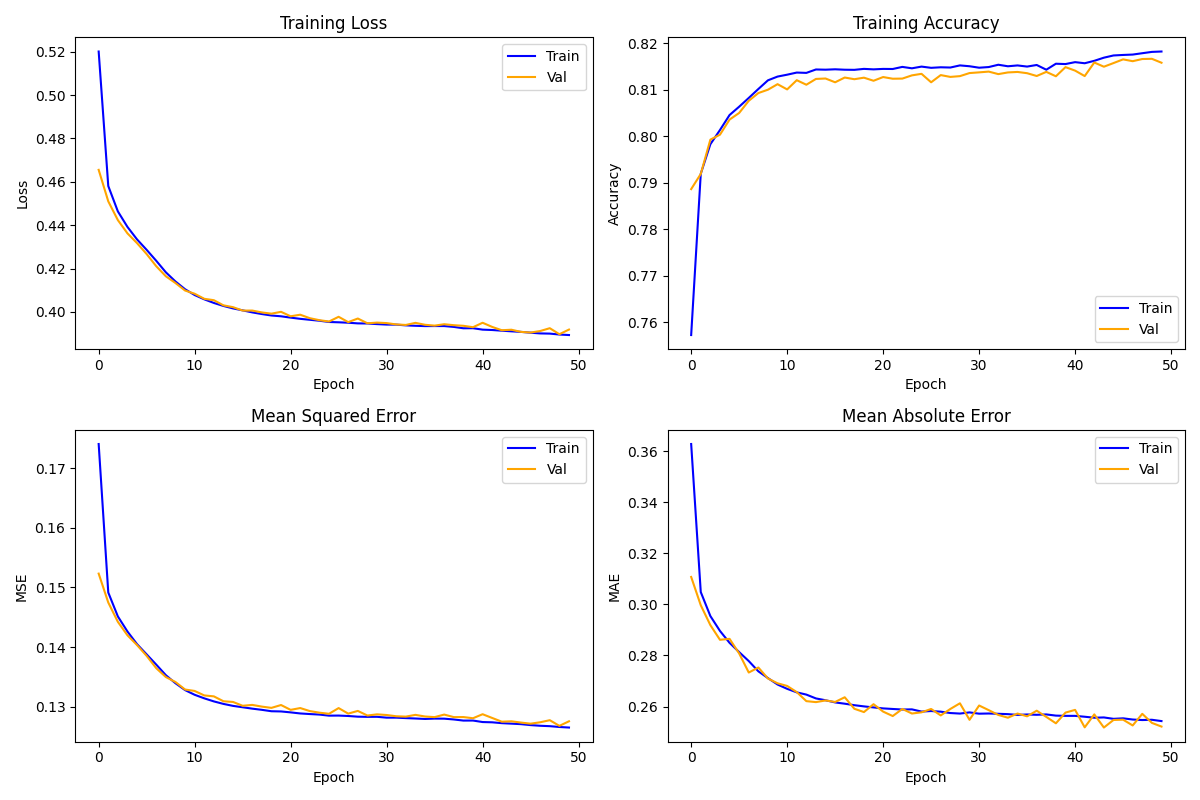 Training Loss
0.52
0.50
0.48
0.46
0.44
0.42
0.40
Loss
0 10 20 30 40 50
Epoch
Train
Val
Training Accuracy
0.82
0.81
0.80
0.79
0.78
0.77
0.76
Accuracy
0 10 20 30 40 50
Epoch
Train
Val
Mean Squared Error
0.17
0.16
0.15
0.14
0.13
MSE
0 10 20 30 40 50
Epoch
Train
Val
Mean Absolute Error
0.36
0.34
0.32
0.30
0.28
0.26
MAE
0 10 20 30 40 50
Epoch
Train
Val